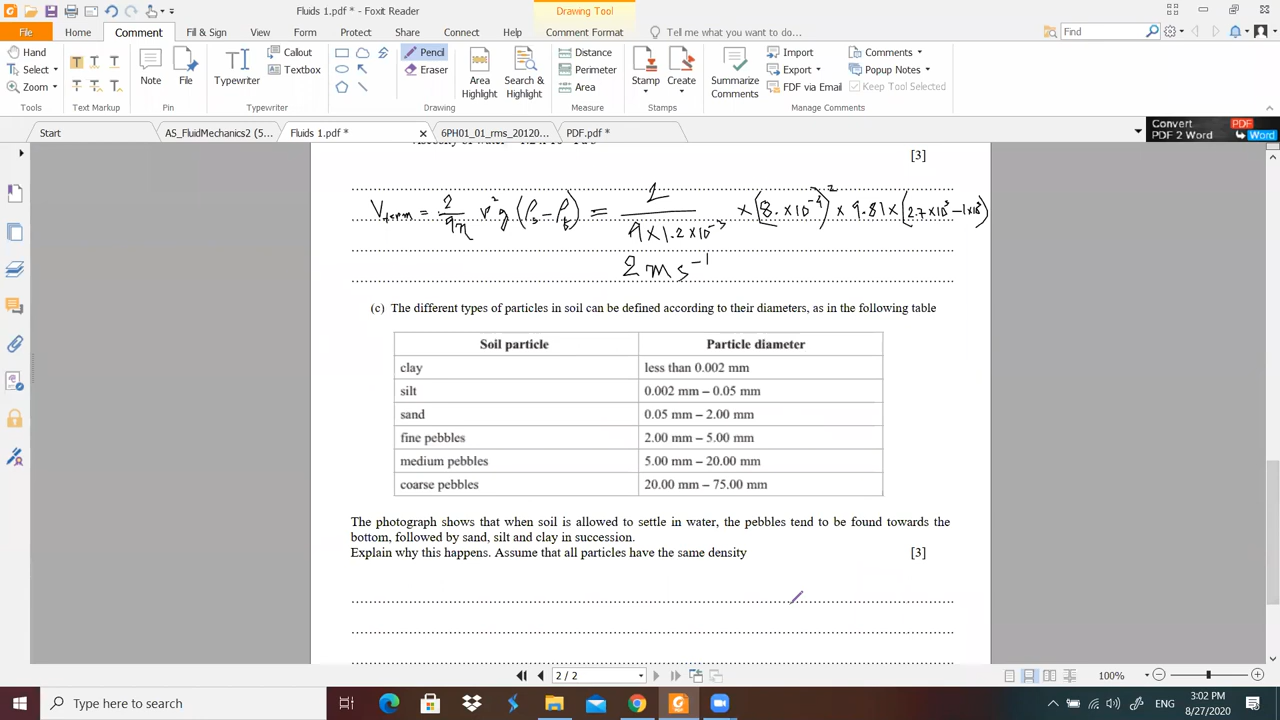 Fluids 1.pdf * - Foxit Reader
Drawing Tool
File Home Comment Fill & Sign View Form Protect Share Connect Help Comment Format Tell me what you want to do... Find
Hand Select Zoom Tools
Text Markup
Note File Pin
Typewriter Callout Textbox Typewriter
Pencil Eraser Drawing
Area Highlight Search & Highlight
Distance Perimeter Area Measure
Stamp Create Stamps
Summarize Comments Import Export FDF via Email Comments Popup Notes Keep Tool Selected Manage Comments
Start AS_FluidMechanics2 (5... Fluids 1.pdf * 6PH01_01_ms_20120... PDF.pdf *
Convert PDF PDF 2 Word Word
[3]
V term = 2/9η r² g (ρs – ρf) = 2/(9 × 1.2 × 10⁻³) × (8. × 10⁻⁴)² × 9.81 × (2.7 × 10³ – 1 × 10³)
2 m s⁻¹
(c) The different types of particles in soil can be defined according to their diameters, as in the following table
Soil particle Particle diameter
clay less than 0.002 mm
silt 0.002 mm – 0.05 mm
sand 0.05 mm – 2.00 mm
fine pebbles 2.00 mm – 5.00 mm
medium pebbles 5.00 mm – 20.00 mm
coarse pebbles 20.00 mm – 75.00 mm
The photograph shows that when soil is allowed to settle in water, the pebbles tend to be found towards the
bottom, followed by sand, silt and clay in succession.
Explain why this happens. Assume that all particles have the same density [3]
2 / 2 100%
Type here to search ENG 3:02 PM
8/27/2020